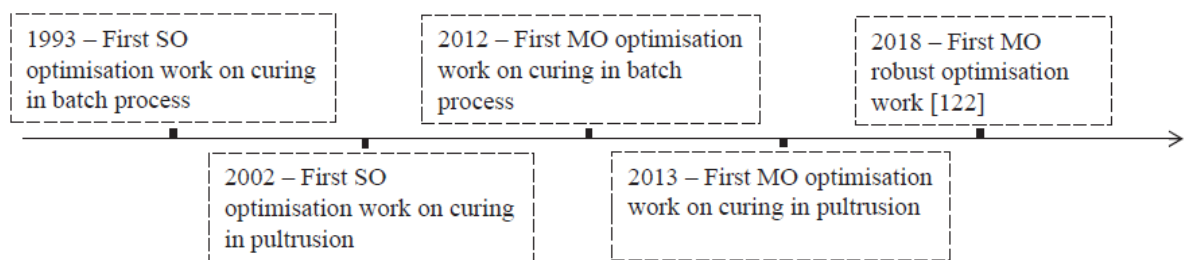 1993 – First SO
optimisation work on curing
in batch process
2002 – First SO
optimisation work on curing
in pultrusion
2012 – First MO optimisation
work on curing in batch
process
2013 – First MO optimisation
work on curing in pultrusion
2018 – First MO
robust optimisation
work [122]